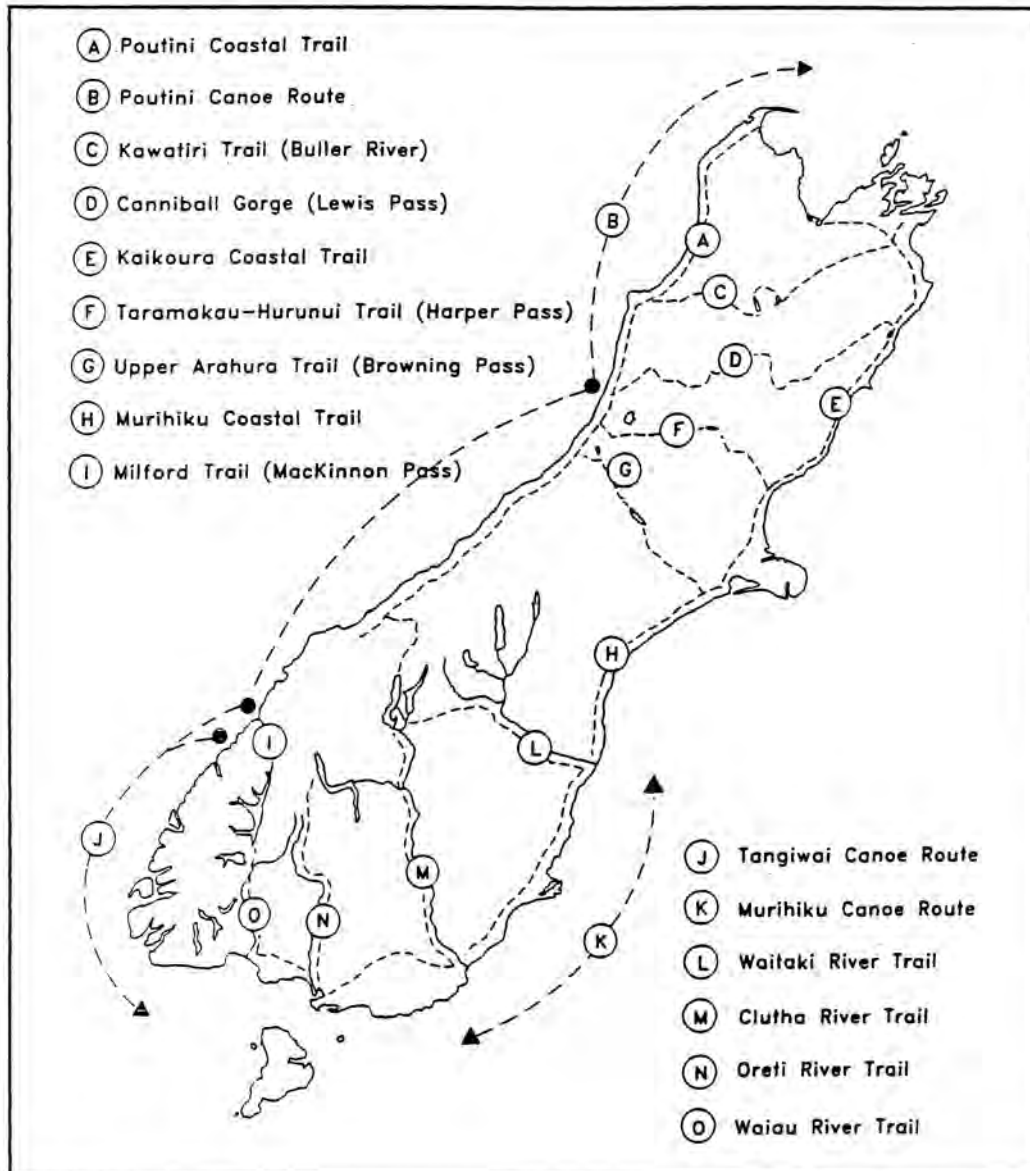 A Poutini Coastal Trail
B Poutini Canoe Route
C Kawatiri Trail (Buller River)
D Canniball Gorge (Lewis Pass)
E Kaikoura Coastal Trail
F Taramakau-Hurunui Trail (Harper Pass)
G Upper Arahura Trail (Browning Pass)
H Murihiku Coastal Trail
I Milford Trail (MacKinnon Pass)
B
A
C
D
E
F
G
H
I
L
J
M
O
N
K
J Tangiwai Canoe Route
K Murihiku Canoe Route
L Waitaki River Trail
M Clutha River Trail
N Oreti River Trail
O Waiau River Trail